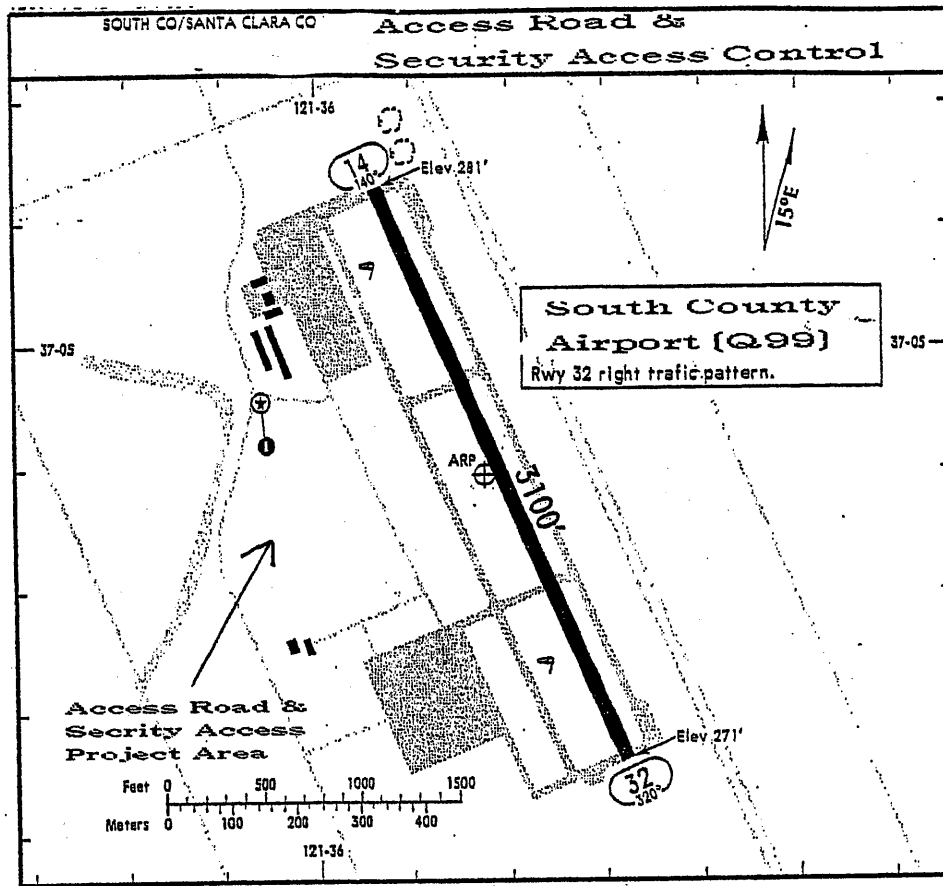 SOUTH CO/SANTA CLARA CO
Access Road &
Security Access Control
121-36
14
140°
Elev 281'
15°E
South County
Airport (Q99)
Rwy 32 right trafic pattern.
37-05
37-05
1
ARP
3100'
Access Road &
Secrity Access
Project Area
Elev 271'
32
320°
Feet 0 500 1000 1500
Meters 0 100 200 300 400
121-36